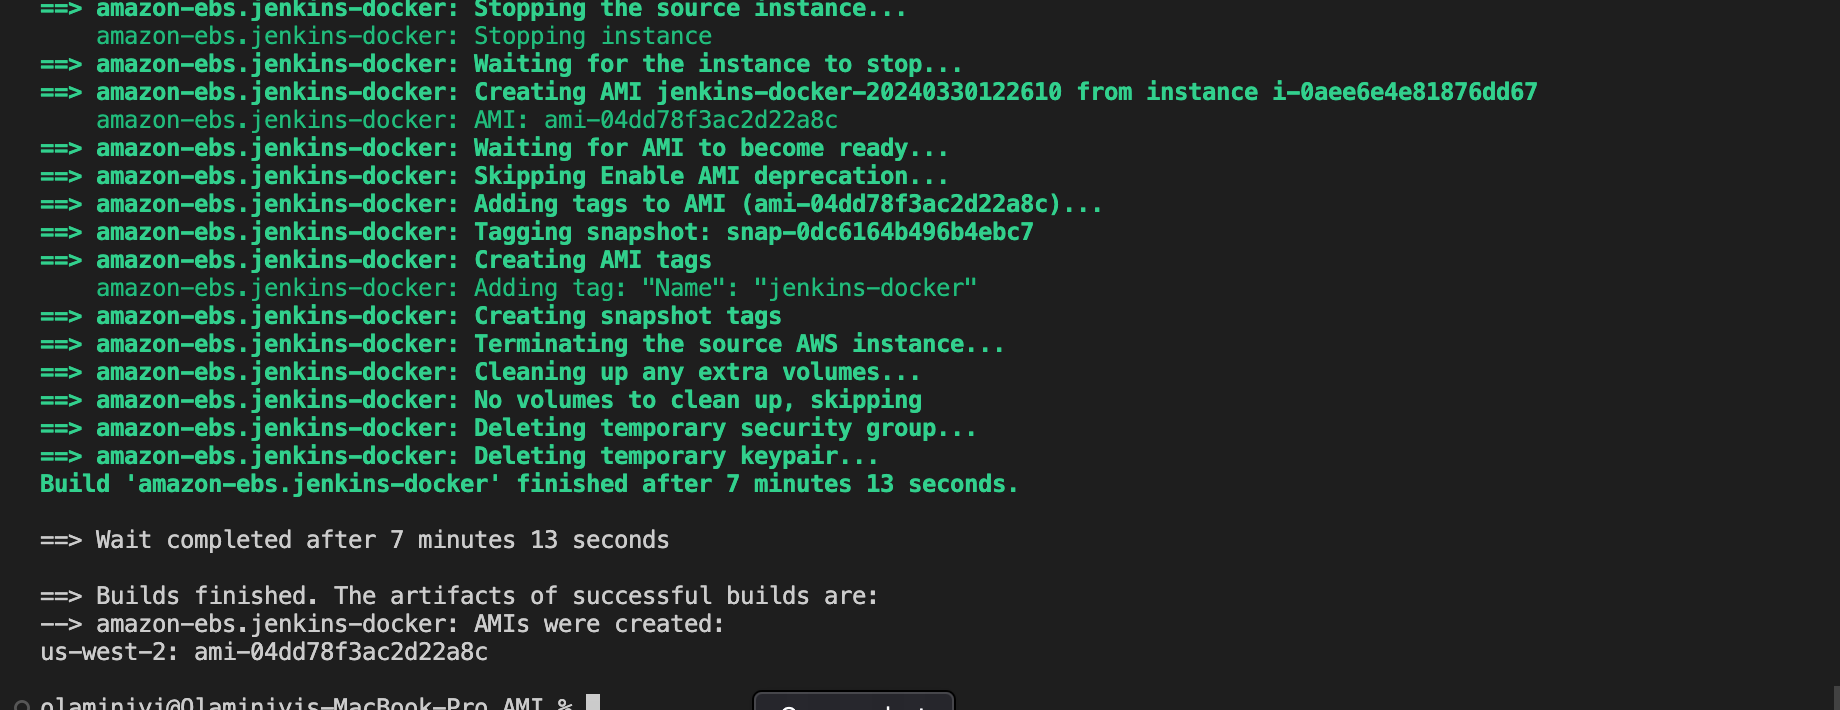 ==> amazon-ebs.jenkins-docker: Stopping the source instance...
    amazon-ebs.jenkins-docker: Stopping instance
==> amazon-ebs.jenkins-docker: Waiting for the instance to stop...
==> amazon-ebs.jenkins-docker: Creating AMI jenkins-docker-20240330122610 from instance i-0aee6e4e81876dd67
    amazon-ebs.jenkins-docker: AMI: ami-04dd78f3ac2d22a8c
==> amazon-ebs.jenkins-docker: Waiting for AMI to become ready...
==> amazon-ebs.jenkins-docker: Skipping Enable AMI deprecation...
==> amazon-ebs.jenkins-docker: Adding tags to AMI (ami-04dd78f3ac2d22a8c)...
==> amazon-ebs.jenkins-docker: Tagging snapshot: snap-0dc6164b496b4ebc7
==> amazon-ebs.jenkins-docker: Creating AMI tags
    amazon-ebs.jenkins-docker: Adding tag: "Name": "jenkins-docker"
==> amazon-ebs.jenkins-docker: Creating snapshot tags
==> amazon-ebs.jenkins-docker: Terminating the source AWS instance...
==> amazon-ebs.jenkins-docker: Cleaning up any extra volumes...
==> amazon-ebs.jenkins-docker: No volumes to clean up, skipping
==> amazon-ebs.jenkins-docker: Deleting temporary security group...
==> amazon-ebs.jenkins-docker: Deleting temporary keypair...
Build 'amazon-ebs.jenkins-docker' finished after 7 minutes 13 seconds.
==> Wait completed after 7 minutes 13 seconds
==> Builds finished. The artifacts of successful builds are:
--> amazon-ebs.jenkins-docker: AMIs were created:
us-west-2: ami-04dd78f3ac2d22a8c
olaminiyi@Olaminiyis-MacBook-Pro AMI %